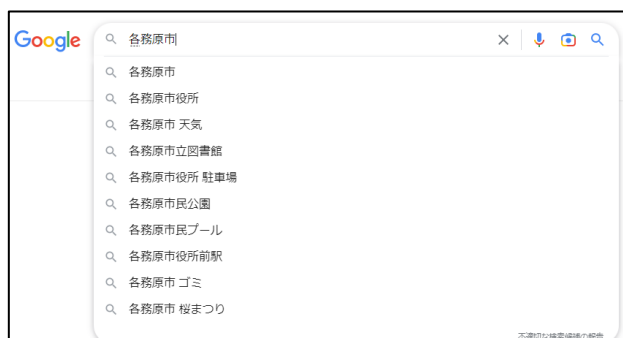 Google
各務原市
各務原市
各務原市役所
各務原市 天気
各務原市立図書館
各務原市役所 駐車場
各務原市民公園
各務原市民プール
各務原市役所前駅
各務原市 ゴミ
各務原市 桜まつり
不適切な検索候補の報告